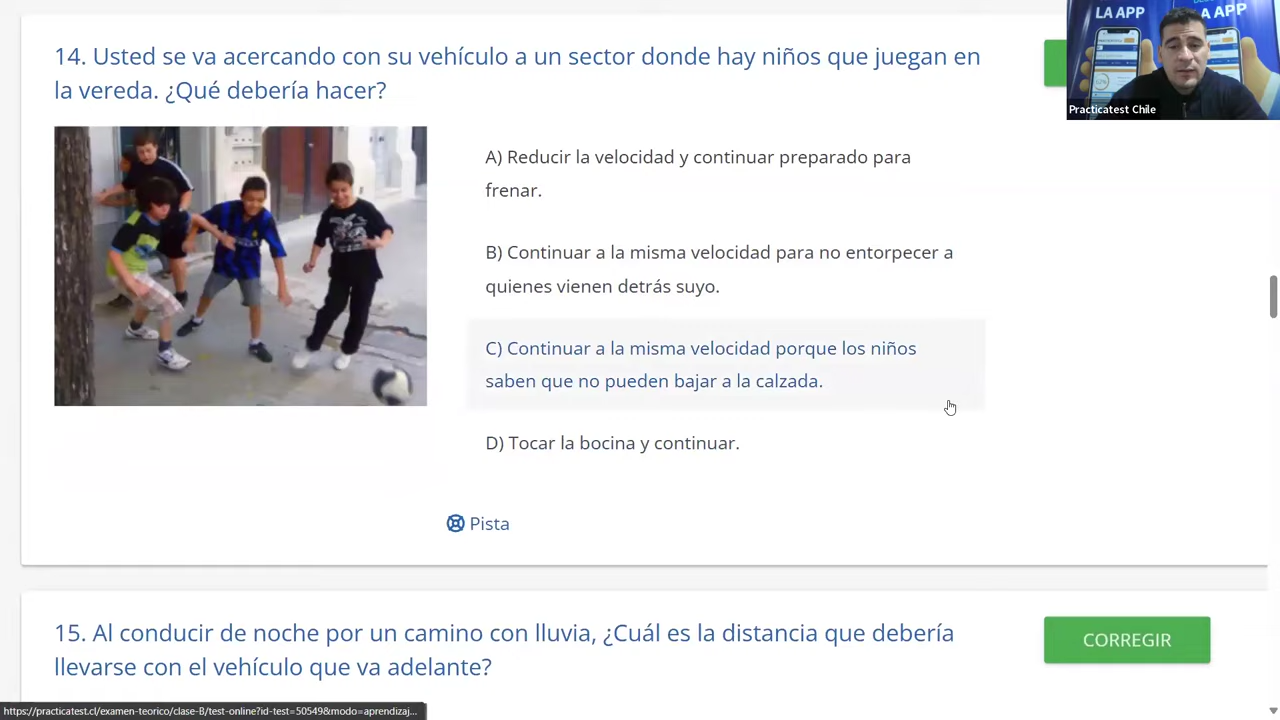 LA APP
A APP
Practicatest Chile
14. Usted se va acercando con su vehículo a un sector donde hay niños que juegan en
la vereda. ¿Qué debería hacer?
A) Reducir la velocidad y continuar preparado para
frenar.
B) Continuar a la misma velocidad para no entorpecer a
quienes vienen detrás suyo.
C) Continuar a la misma velocidad porque los niños
saben que no pueden bajar a la calzada.
D) Tocar la bocina y continuar.
Pista
15. Al conducir de noche por un camino con lluvia, ¿Cuál es la distancia que debería
llevarse con el vehículo que va adelante?
CORREGIR
https://practicatest.cl/examen-teorico/clase-B/test-online?id-test=50549&modo=aprendizaj...